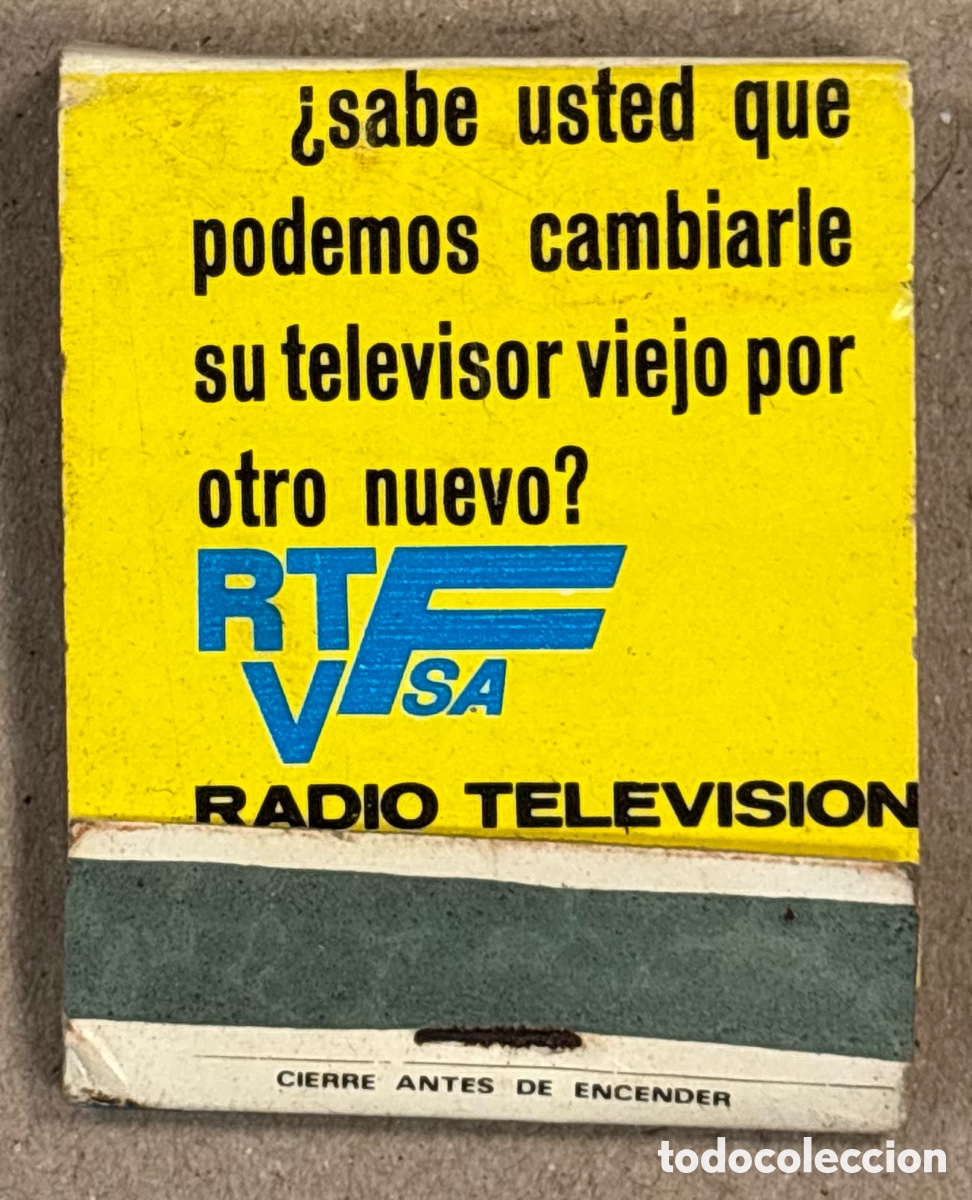 ¿sabe usted que
podemos cambiarle
su televisor viejo por
otro nuevo?
RT
VF SA
RADIO TELEVISION
CIERRE ANTES DE ENCENDER
todocoleccion